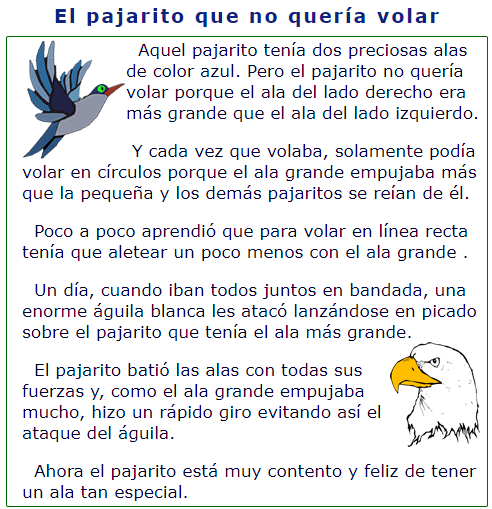 El pajarito que no quería volar
Aquel pajarito tenía dos preciosas alas
de color azul. Pero el pajarito no quería
volar porque el ala del lado derecho era
más grande que el ala del lado izquierdo.
Y cada vez que volaba, solamente podía
volar en círculos porque el ala grande empujaba más
que la pequeña y los demás pajaritos se reían de él.
Poco a poco aprendió que para volar en línea recta
tenía que aletear un poco menos con el ala grande .
Un día, cuando iban todos juntos en bandada, una
enorme águila blanca les atacó lanzándose en picado
sobre el pajarito que tenía el ala más grande.
El pajarito batió las alas con todas sus
fuerzas y, como el ala grande empujaba
mucho, hizo un rápido giro evitando así el
ataque del águila.
Ahora el pajarito está muy contento y feliz de tener
un ala tan especial.